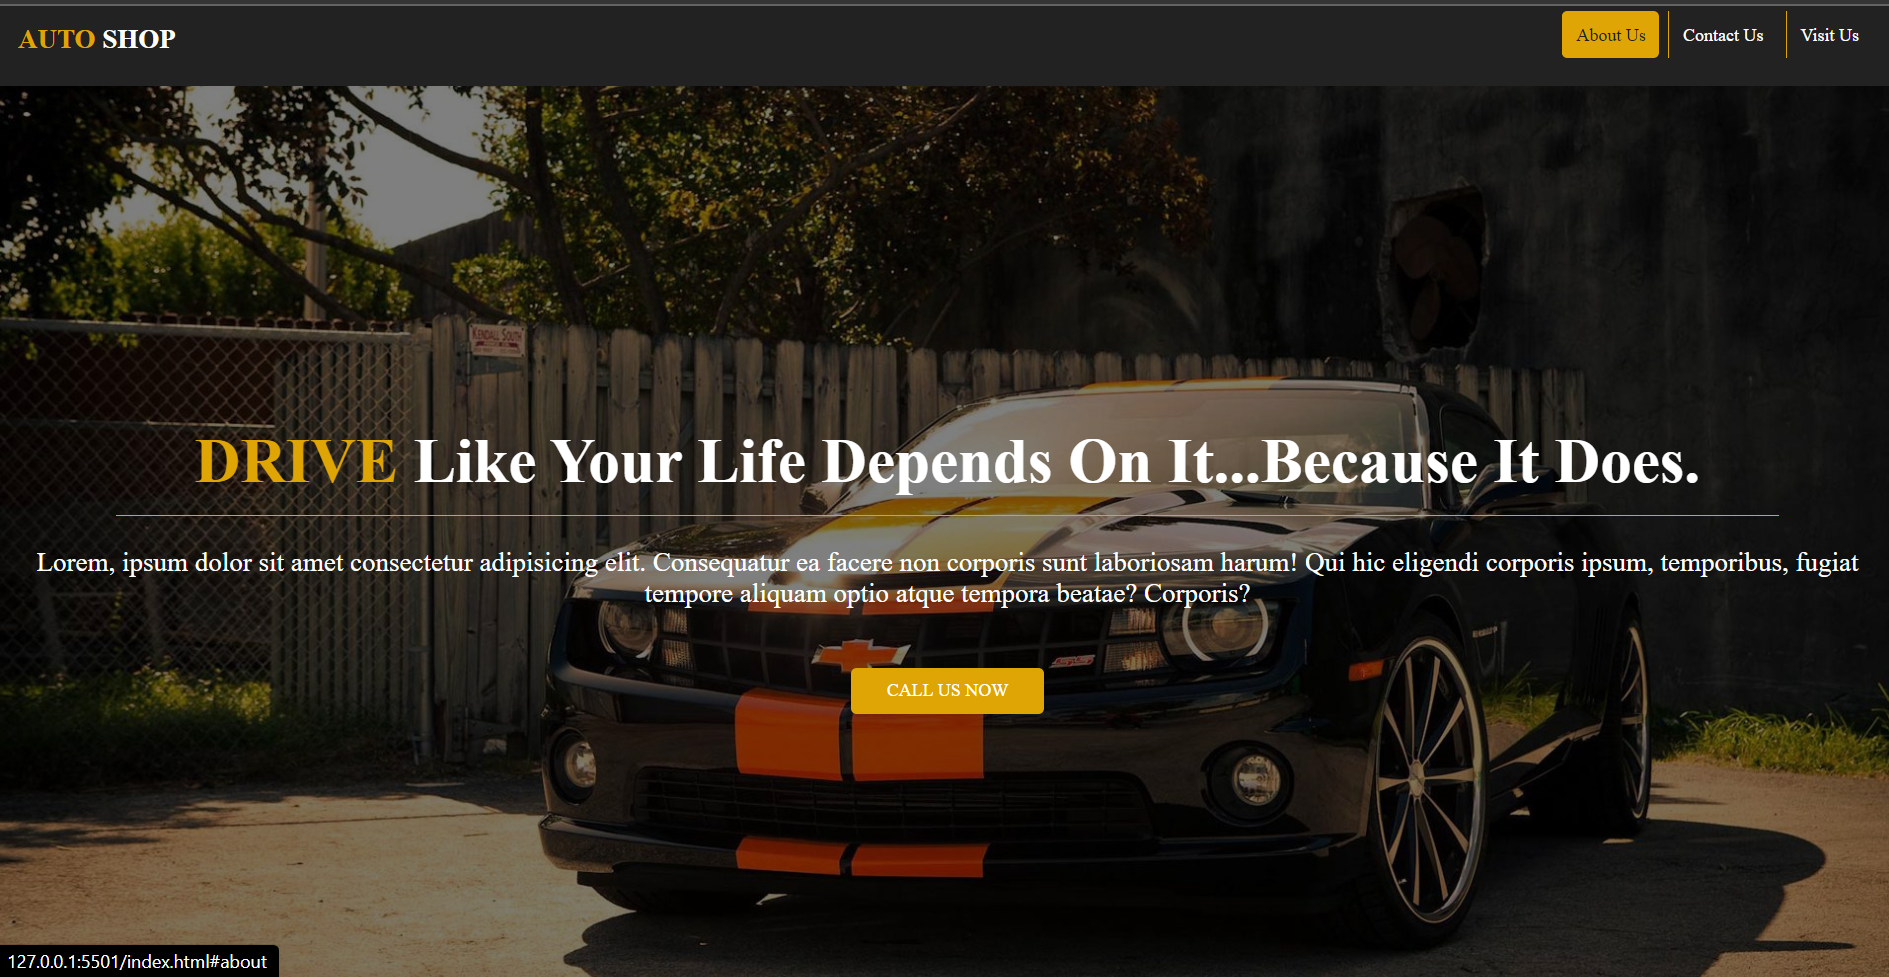 AUTO SHOP
About Us
Contact Us
Visit Us
KENDALL SOUTH
DRIVE Like Your Life Depends On It...Because It Does.
Lorem, ipsum dolor sit amet consectetur adipisicing elit. Consequatur ea facere non corporis sunt laboriosam harum! Qui hic eligendi corporis ipsum, temporibus, fugiat
tempore aliquam optio atque tempora beatae? Corporis?
CALL US NOW
127.0.0.1:5501/index.html#about